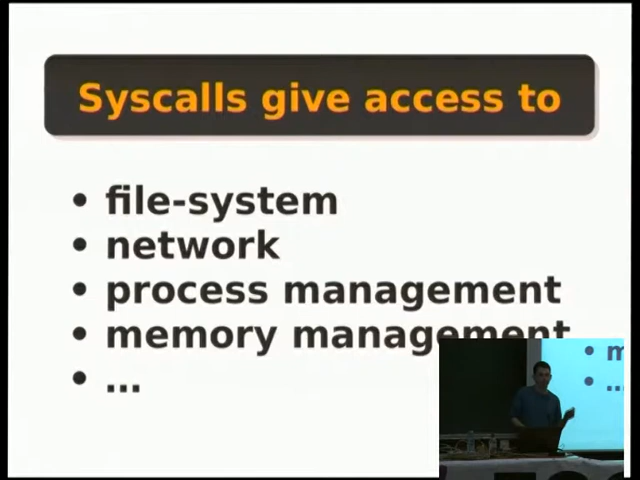 Syscalls give access to
• file-system
• network
• process management
• memory management
• ...
• m
• ...